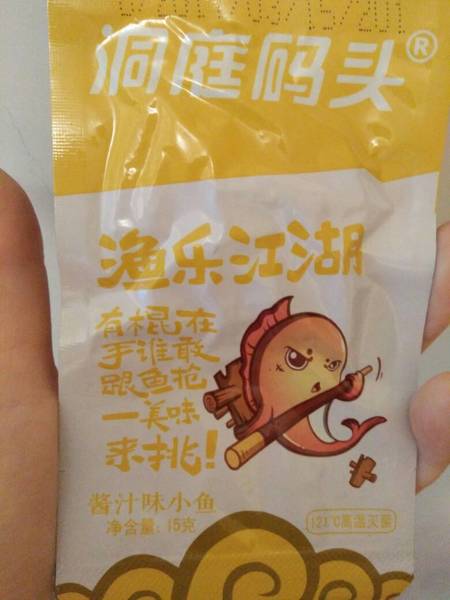 洞庭码头®
渔乐江湖
有棍在
手谁敢
跟鱼抢
一美味
来挑!
酱汁味小鱼
净含量: 15克
121℃高温灭菌